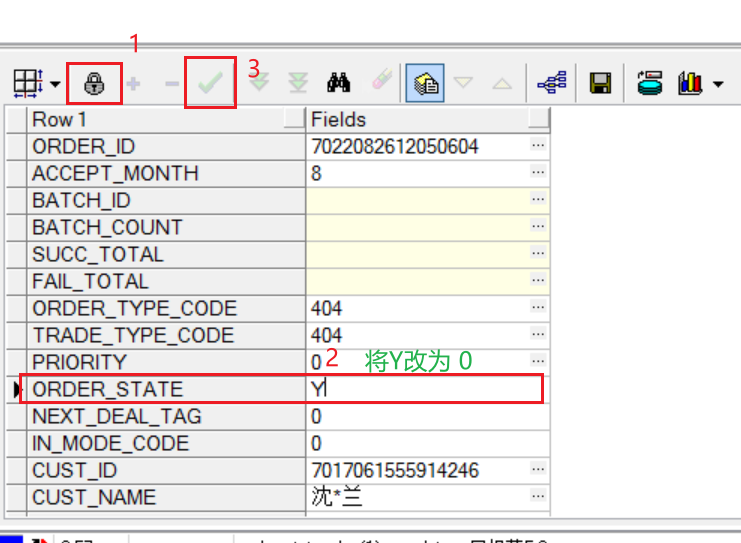 1
3
Row 1 Fields
ORDER_ID 7022082612050604
ACCEPT_MONTH 8
BATCH_ID
BATCH_COUNT
SUCC_TOTAL
FAIL_TOTAL
ORDER_TYPE_CODE 404
TRADE_TYPE_CODE 404
PRIORITY 0 2 将Y改为 0
ORDER_STATE Y
NEXT_DEAL_TAG 0
IN_MODE_CODE 0
CUST_ID 7017061555914246
CUST_NAME 沈*兰